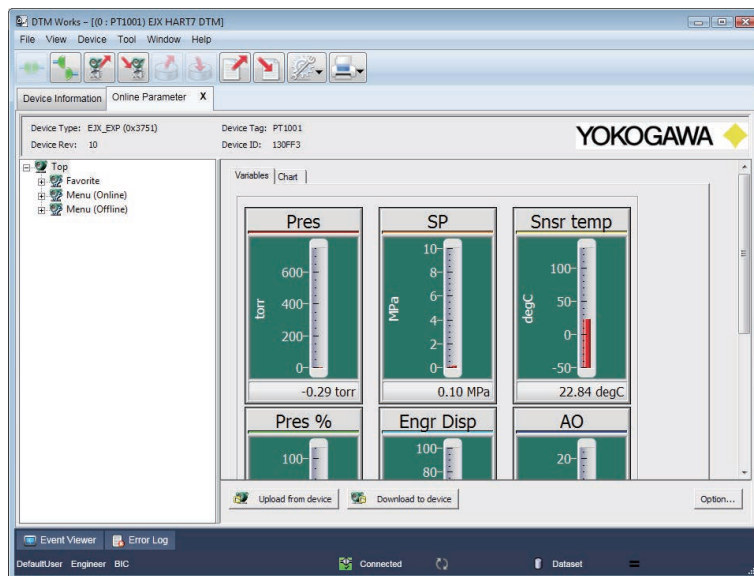 DTM Works – [(0 : PT1001) EJX HART7 DTM]
File View Device Tool Window Help
Device Information Online Parameter X
Device Type: EJX_EXP (0x3751) Device Tag: PT1001
Device Rev: 10 Device ID: 130FF3
YOKOGAWA
Top
Favorite
Menu (Online)
Menu (Offline)
Variables Chart
Pres SP Snsr temp
torr
600
400
200
0
MPa
10
8
6
4
2
0
degC
100
50
0
-50
-0.29 torr 0.10 MPa 22.84 degC
Pres % Engr Disp AO
100
100
80
20
Upload from device Download to device Option...
Event Viewer Error Log
DefaultUser Engineer BIC Connected Dataset